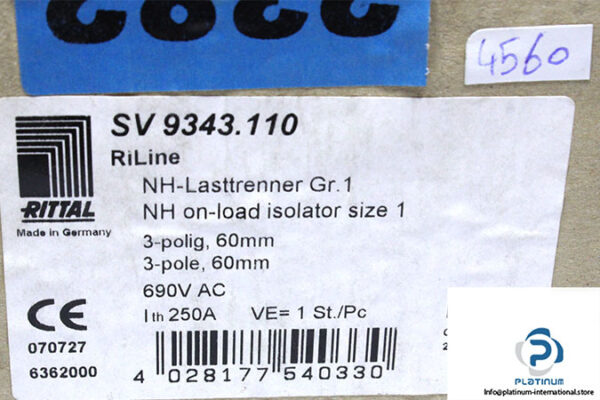 4560
SV 9343.110
RiLine
NH-Lasttrenner Gr.1
NH on-load isolator size 1
RITTAL
Made in Germany
3-polig, 60mm
3-pole, 60mm
690V AC
I th 250A VE= 1 St./Pc
CE
070727
6362000
4 028177 540330
PLATINUM
Info@platinum-international.store